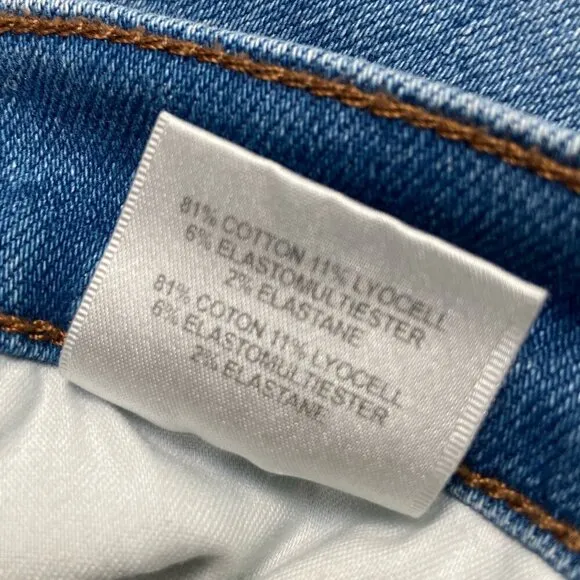 81% COTTON 11% LYOCELL
6% ELASTOMULTIESTER
2% ELASTANE
81% COTON 11% LYOCELL
6% ELASTOMULTIESTER
2% ELASTANE